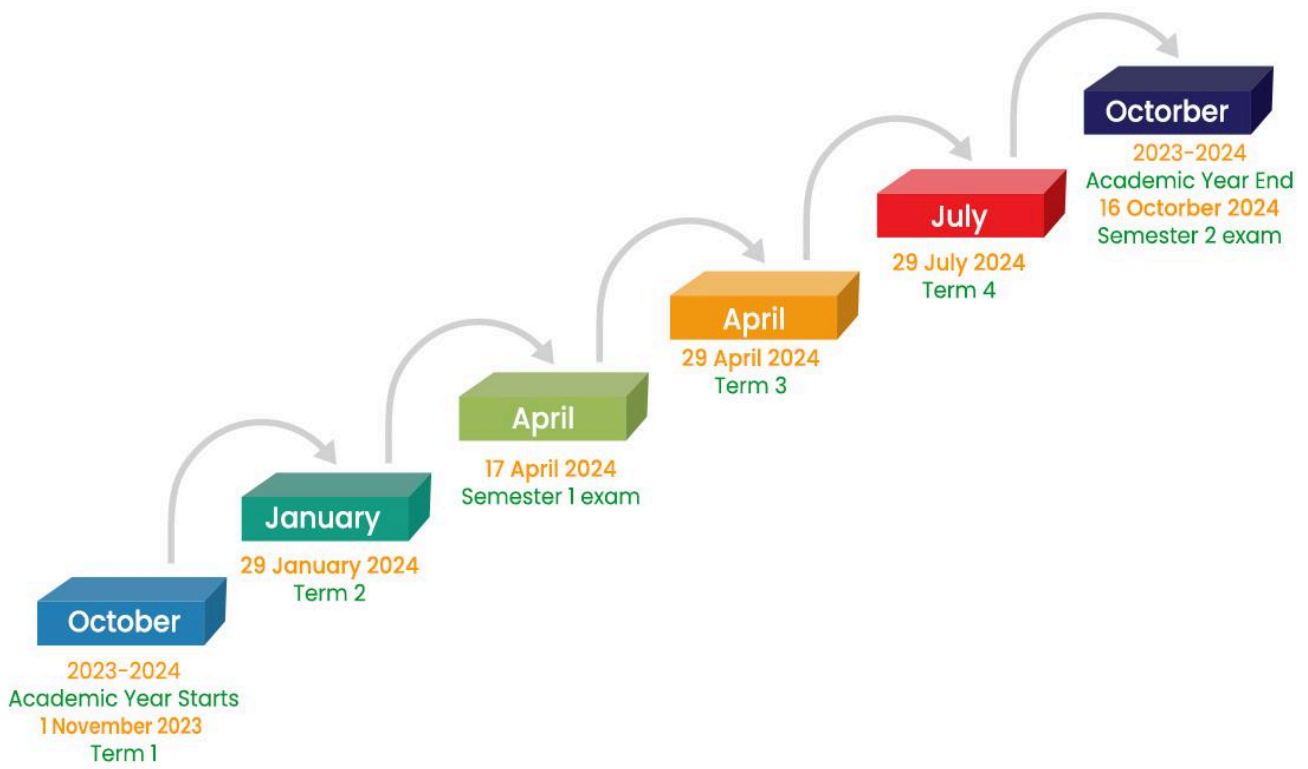 October
2023-2024
Academic Year Starts
1 November 2023
Term 1
January
29 January 2024
Term 2
April
17 April 2024
Semester 1 exam
April
29 April 2024
Term 3
July
29 July 2024
Term 4
Octorber
2023-2024
Academic Year End
16 Octorber 2024
Semester 2 exam